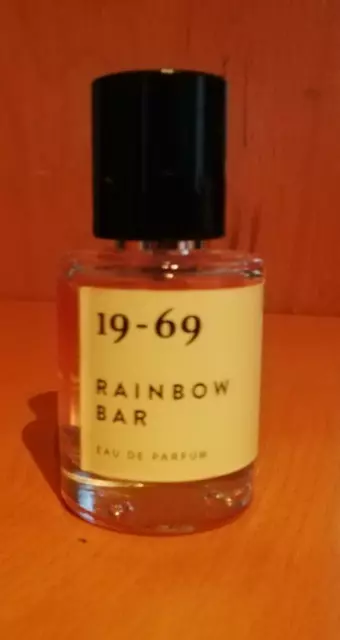 19-69
RAINBOW
BAR
EAU DE PARFUM